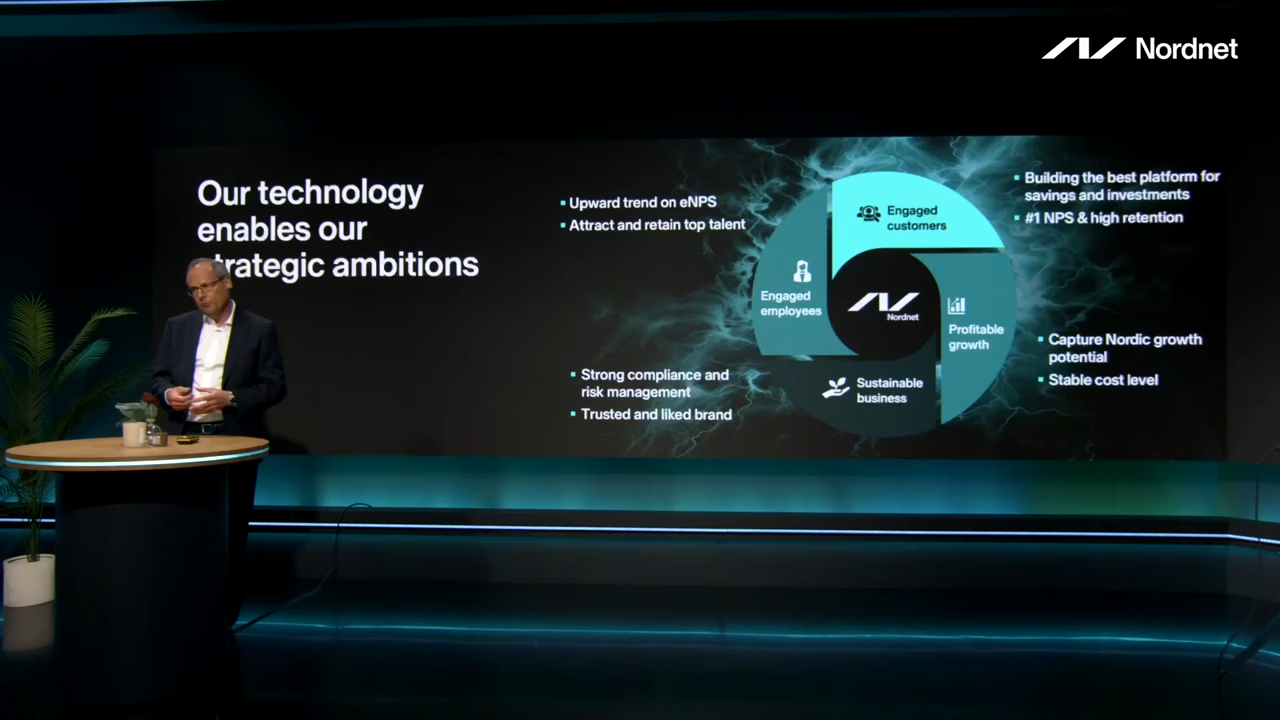 Nordnet
Our technology
enables our
strategic ambitions
Upward trend on eNPS
Attract and retain top talent
Engaged
customers
Building the best platform for
savings and investments
#1 NPS & high retention
Engaged
employees
Nordnet
Profitable
growth
Capture Nordic growth
potential
Stable cost level
Strong compliance and
risk management
Trusted and liked brand
Sustainable
business